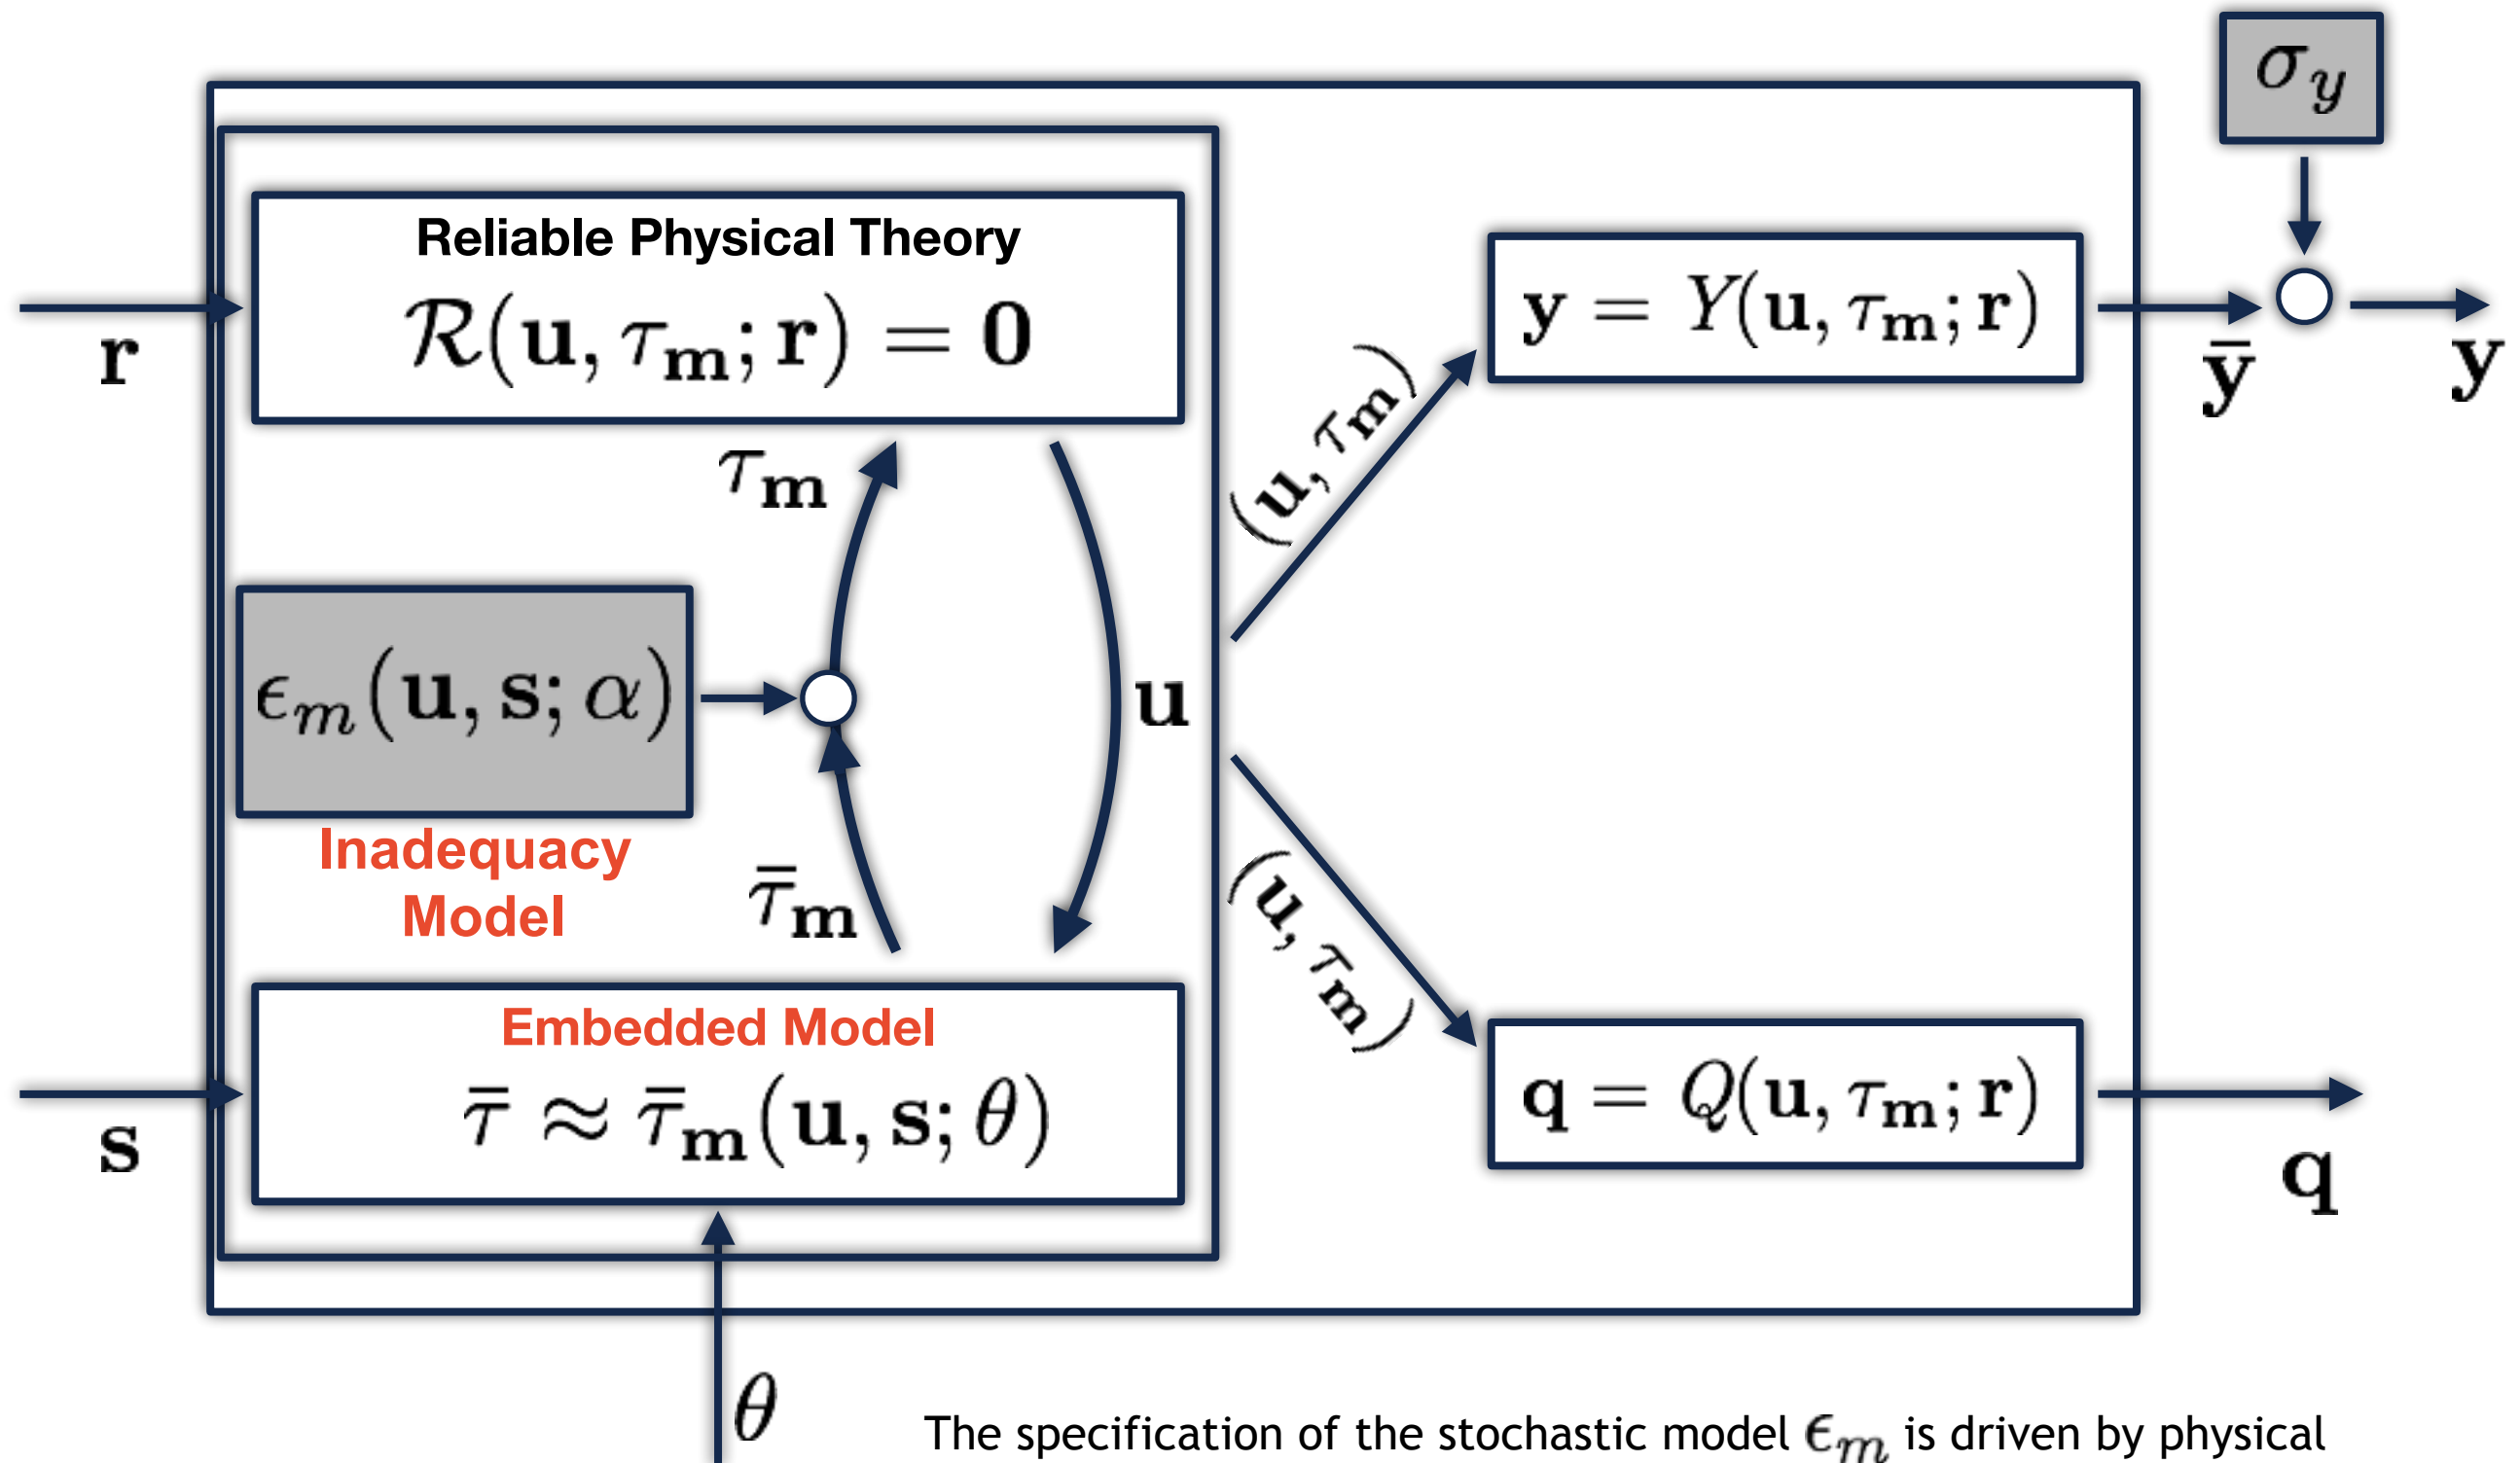 σ_y
Reliable Physical Theory
ℛ(𝐮, τ_𝐦; 𝐫) = 𝟎
𝐫
τ_𝐦
(𝐮, τ_𝐦)
𝐲 = Y(𝐮, τ_𝐦; 𝐫)
𝐲̄
𝐲
ϵ_m(𝐮, 𝐬; α)
𝐮
Inadequacy
Model
τ̿_𝐦
(𝐮, τ_𝐦)
Embedded Model
τ̿ ≈ τ̿_𝐦(𝐮, 𝐬; θ)
𝐬
𝐪 = Q(𝐮, τ_𝐦; 𝐫)
𝐪
θ
The specification of the stochastic model ϵ_m is driven by physical